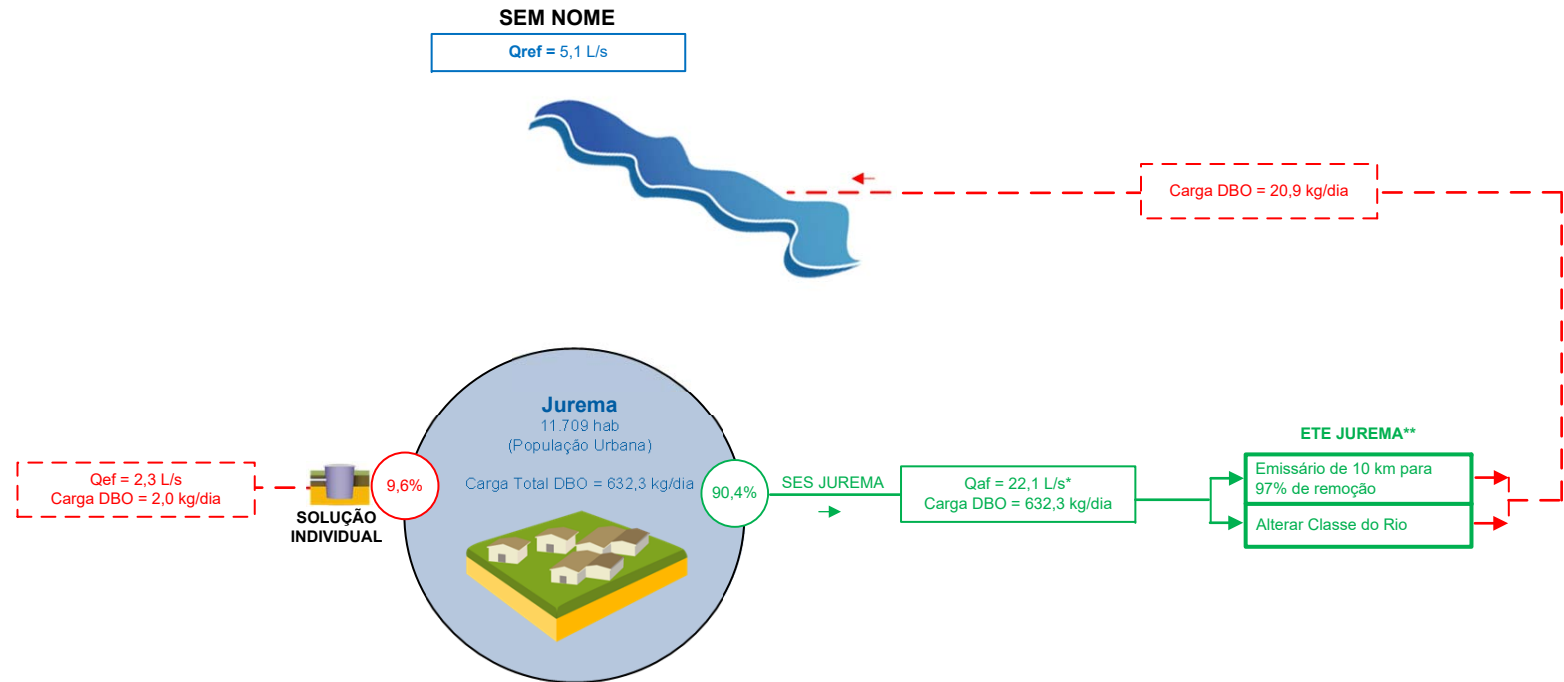 SEM NOME
Qref = 5,1 L/s
Carga DBO = 20,9 kg/dia
Jurema
11.709 hab
(População Urbana)
Carga Total DBO = 632,3 kg/dia
Qef = 2,3 L/s
Carga DBO = 2,0 kg/dia
SOLUÇÃO
INDIVIDUAL
9,6%
90,4%
SES JUREMA
Qaf = 22,1 L/s*
Carga DBO = 632,3 kg/dia
ETE JUREMA**
Emissário de 10 km para
97% de remoção
Alterar Classe do Rio